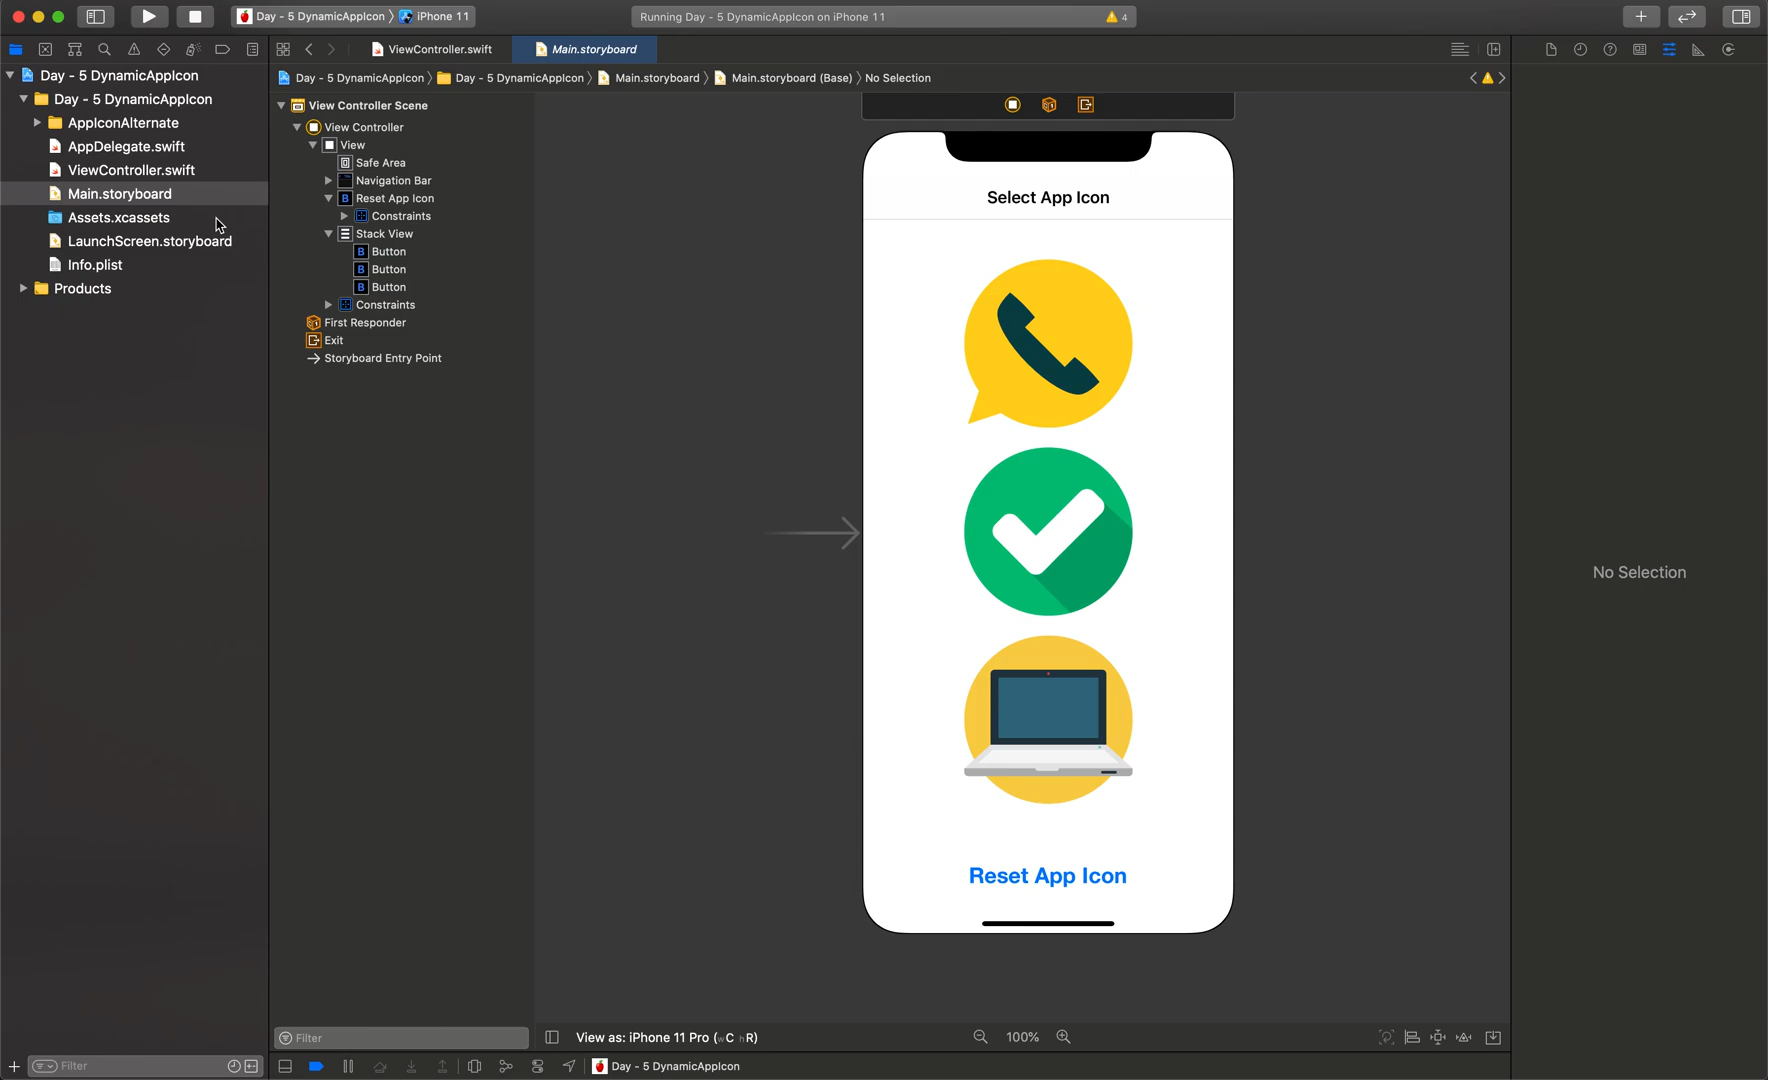 Day - 5 DynamicAppIcon
iPhone 11
Running Day - 5 DynamicAppIcon on iPhone 11
4
ViewController.swift
Main.storyboard
Day - 5 DynamicAppIcon
Day - 5 DynamicAppIcon
Main.storyboard
Main.storyboard (Base)
No Selection
Day - 5 DynamicAppIcon
Day - 5 DynamicAppIcon
AppIconAlternate
AppDelegate.swift
ViewController.swift
Main.storyboard
Assets.xcassets
LaunchScreen.storyboard
Info.plist
Products
View Controller Scene
View Controller
View
Safe Area
Navigation Bar
B Reset App Icon
Constraints
Stack View
B Button
B Button
B Button
Constraints
First Responder
Exit
Storyboard Entry Point
Select App Icon
Reset App Icon
No Selection
Filter
View as: iPhone 11 Pro (wC hR)
100%
Filter
Day - 5 DynamicAppIcon